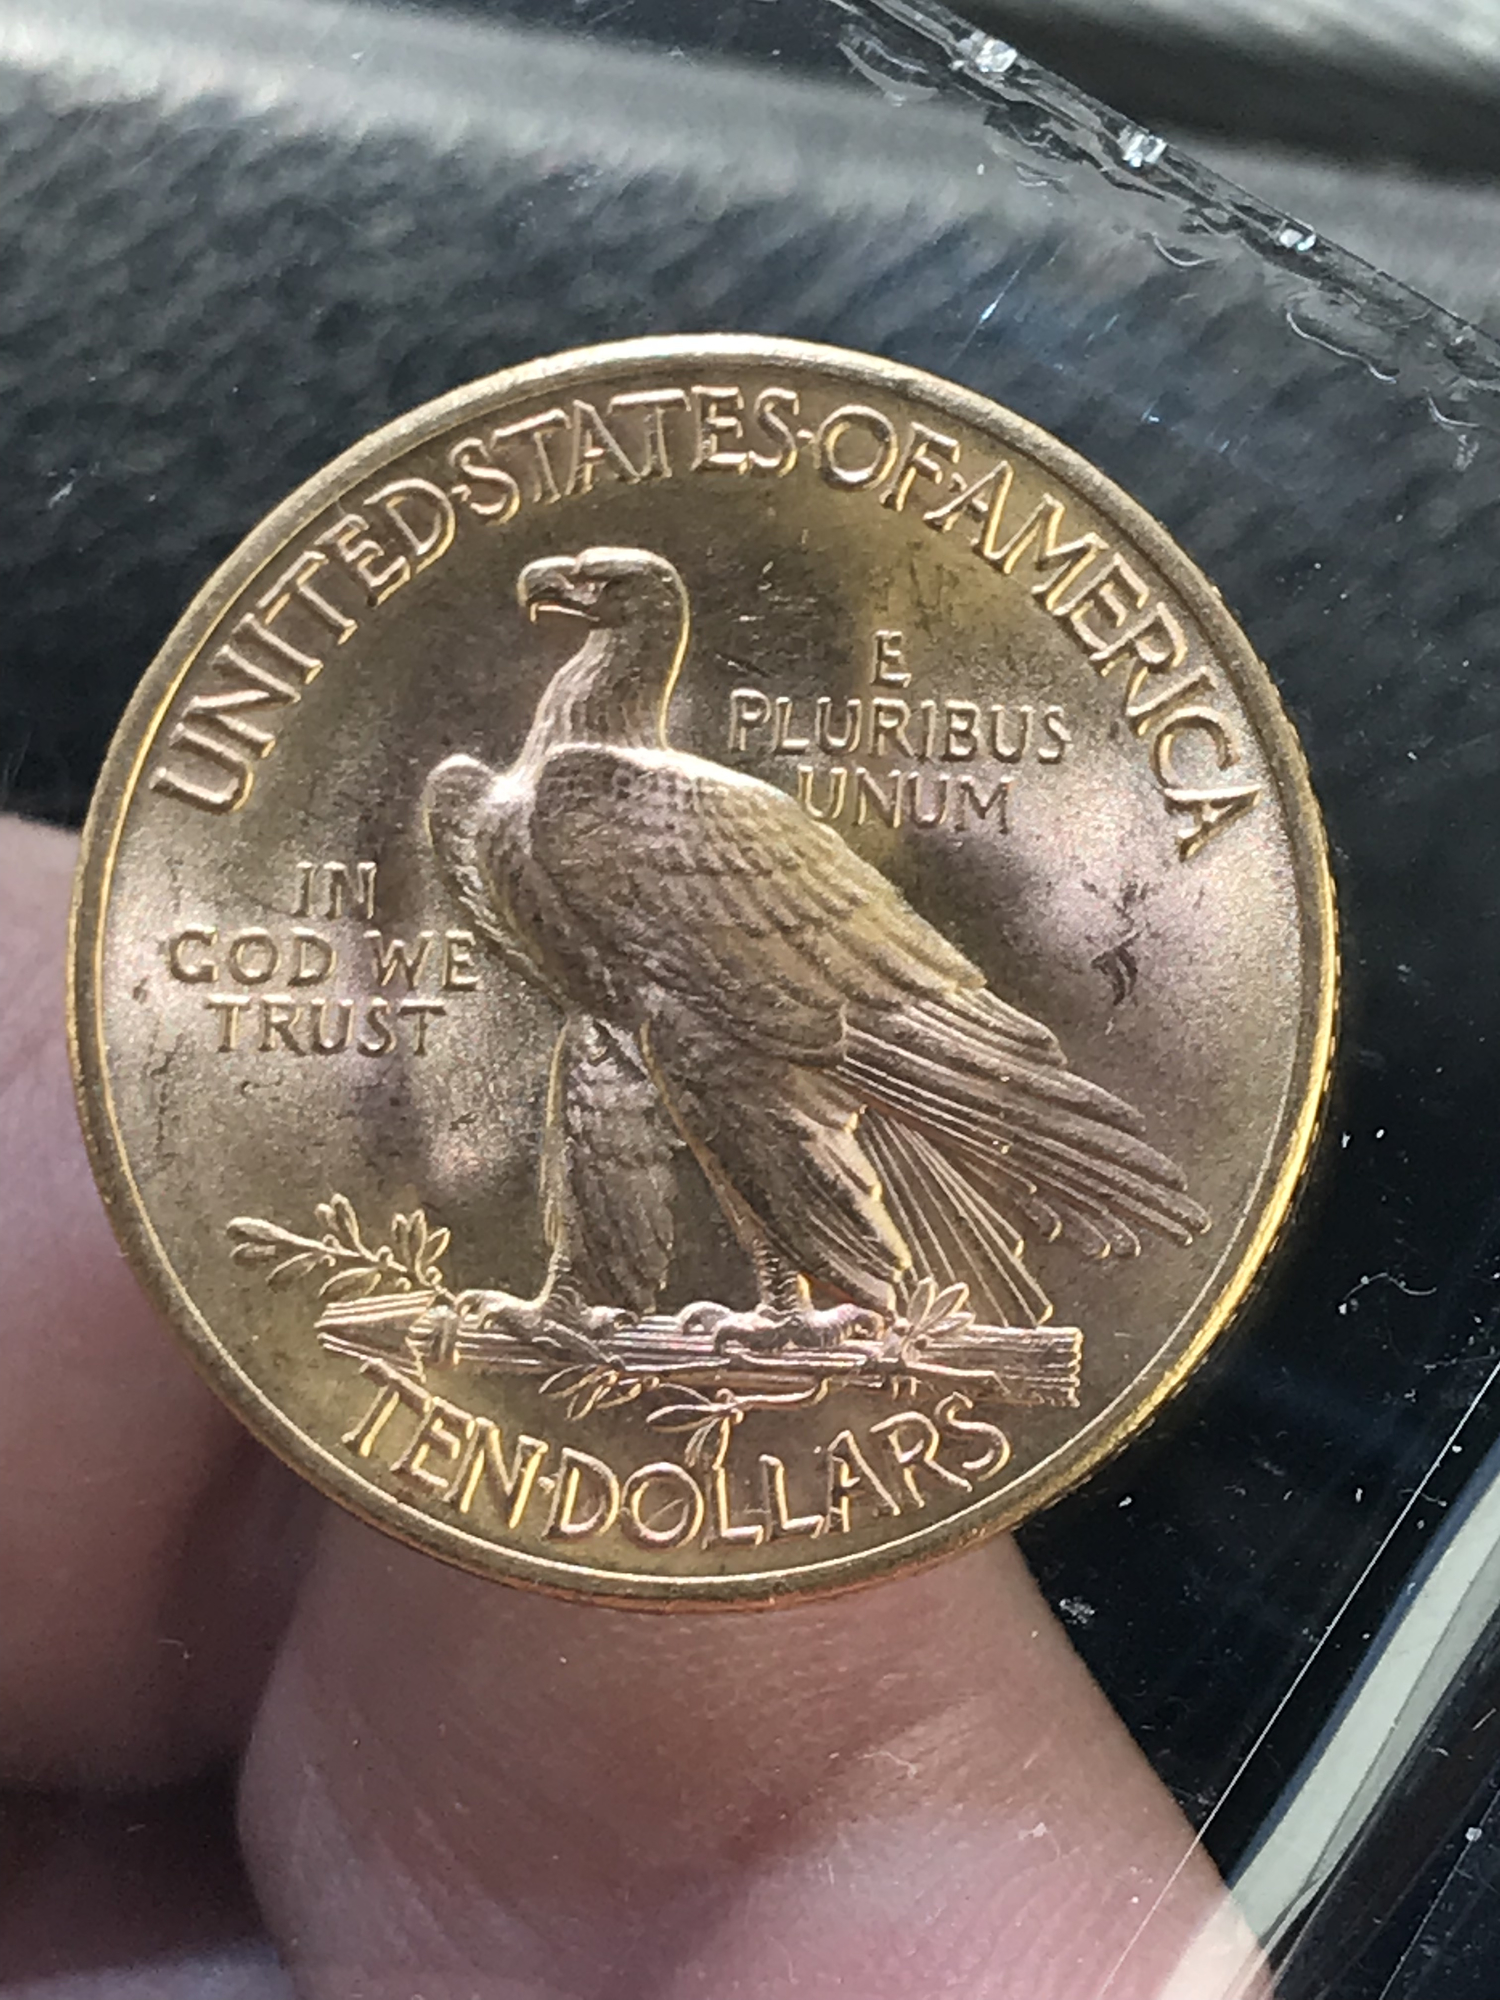 UNITED·STATES·OF·AMERICA
E
PLURIBUS
UNUM
IN
GOD WE
TRUST
TEN·DOLLARS